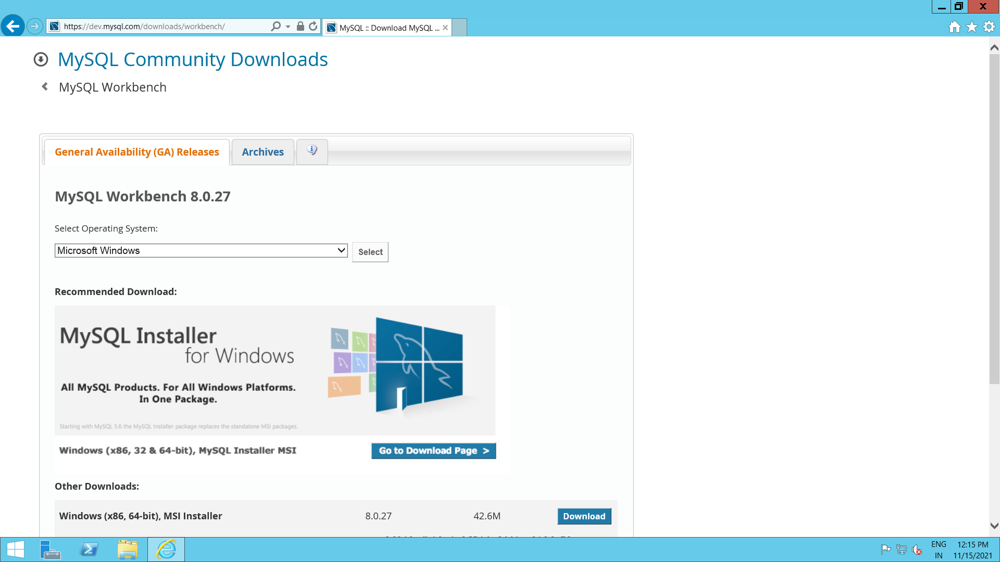 https://dev.mysql.com/downloads/workbench/
MySQL :: Download MySQL ...
MySQL Community Downloads
MySQL Workbench
General Availability (GA) Releases
Archives
MySQL Workbench 8.0.27
Select Operating System:
Microsoft Windows
Select
Recommended Download:
MySQL Installer
for Windows
All MySQL Products. For All Windows Platforms.
In One Package.
Starting with MySQL 5.6 the MySQL Installer package replaces the standalone MSI packages.
Windows (x86, 32 & 64-bit), MySQL Installer MSI
Go to Download Page >
Other Downloads:
Windows (x86, 64-bit), MSI Installer 8.0.27 42.6M Download
ENG 12:15 PM
IN 11/15/2021